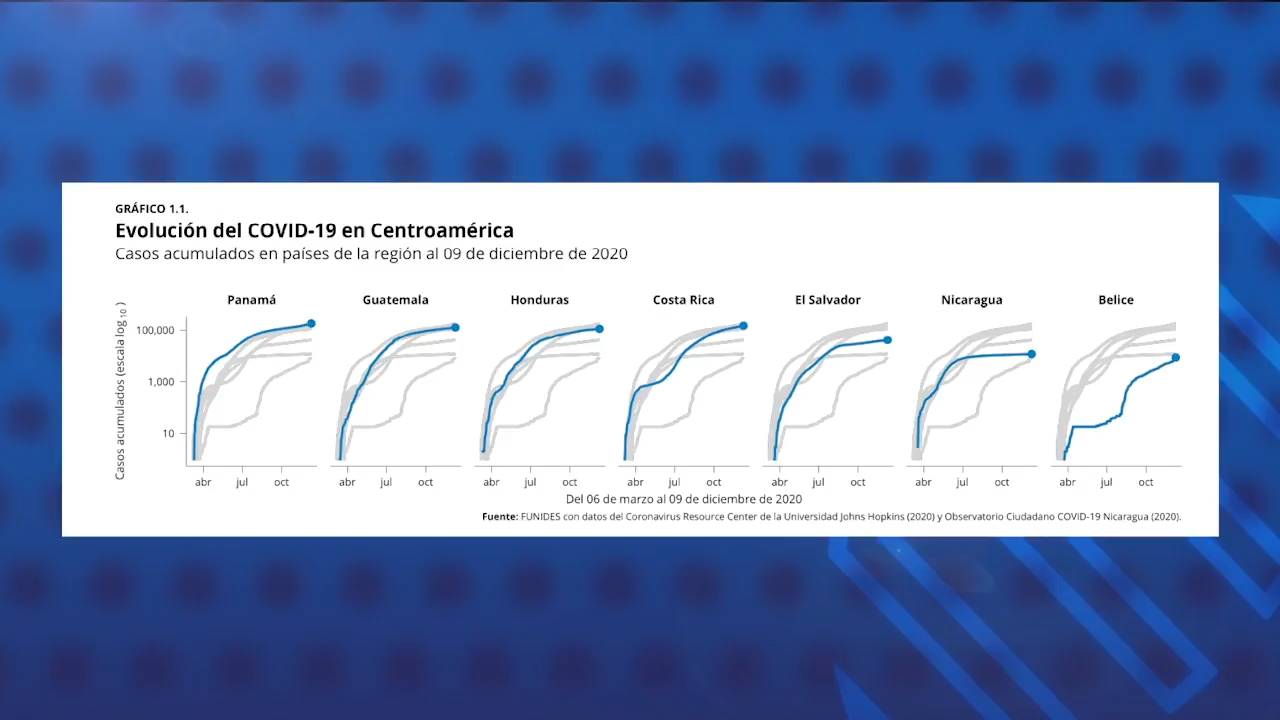 GRÁFICO 1.1.
Evolución del COVID-19 en Centroamérica
Casos acumulados en países de la región al 09 de diciembre de 2020
Casos acumulados (escala log 10 )
Panamá Guatemala Honduras Costa Rica El Salvador Nicaragua Belice
100,000
1,000
10
abr jul oct abr jul oct abr jul oct abr jul oct abr jul oct abr jul oct abr jul oct
Del 06 de marzo al 09 de diciembre de 2020
Fuente: FUNIDES con datos del Coronavirus Resource Center de la Universidad Johns Hopkins (2020) y Observatorio Ciudadano COVID-19 Nicaragua (2020).